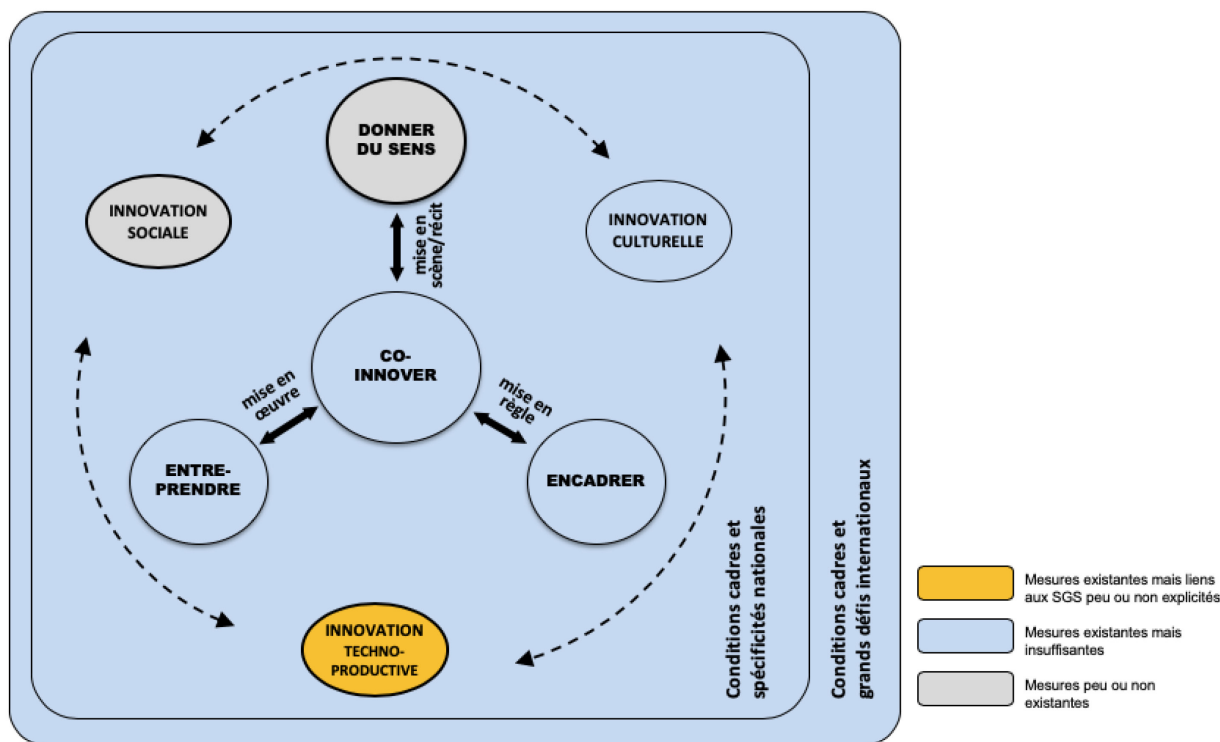 DONNER
DU SENS
INNOVATION
SOCIALE
INNOVATION
CULTURELLE
mise en
scène/récit
CO-
INNOVER
mise en
œuvre
mise en
règle
ENTRE-
PRENDRE
ENCADRER
INNOVATION
TECHNO-
PRODUCTIVE
Conditions cadres et
spécificités nationales
Conditions cadres et
grands défis internationaux
Mesures existantes mais liens
aux SGS peu ou non explicités
Mesures existantes mais
insuffisantes
Mesures peu ou non
existantes